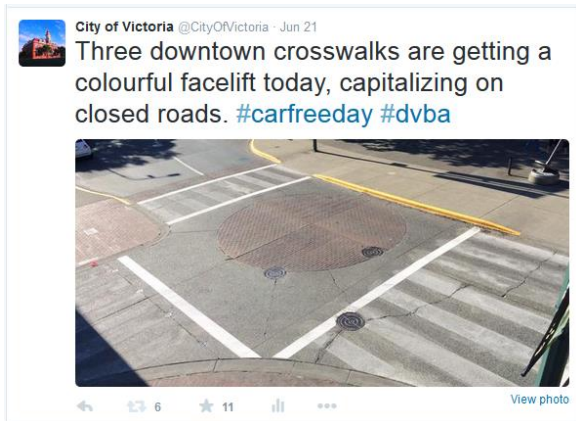 City of Victoria @CityOfVictoria · Jun 21
Three downtown crosswalks are getting a
colourful facelift today, capitalizing on
closed roads. #carfreeday #dvba
6 11
View photo